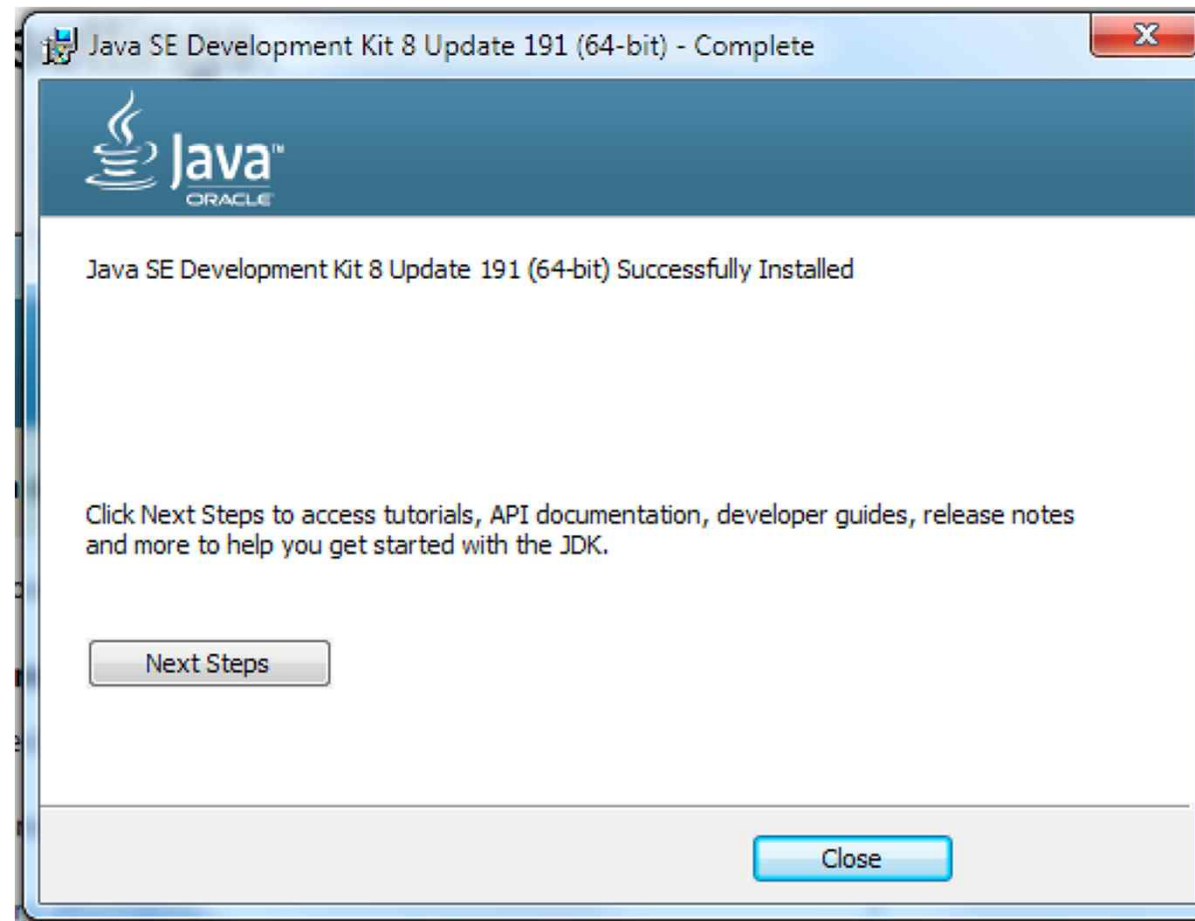 Java SE Development Kit 8 Update 191 (64-bit) - Complete
Java™
ORACLE
Java SE Development Kit 8 Update 191 (64-bit) Successfully Installed
Click Next Steps to access tutorials, API documentation, developer guides, release notes
and more to help you get started with the JDK.
Next Steps
Close